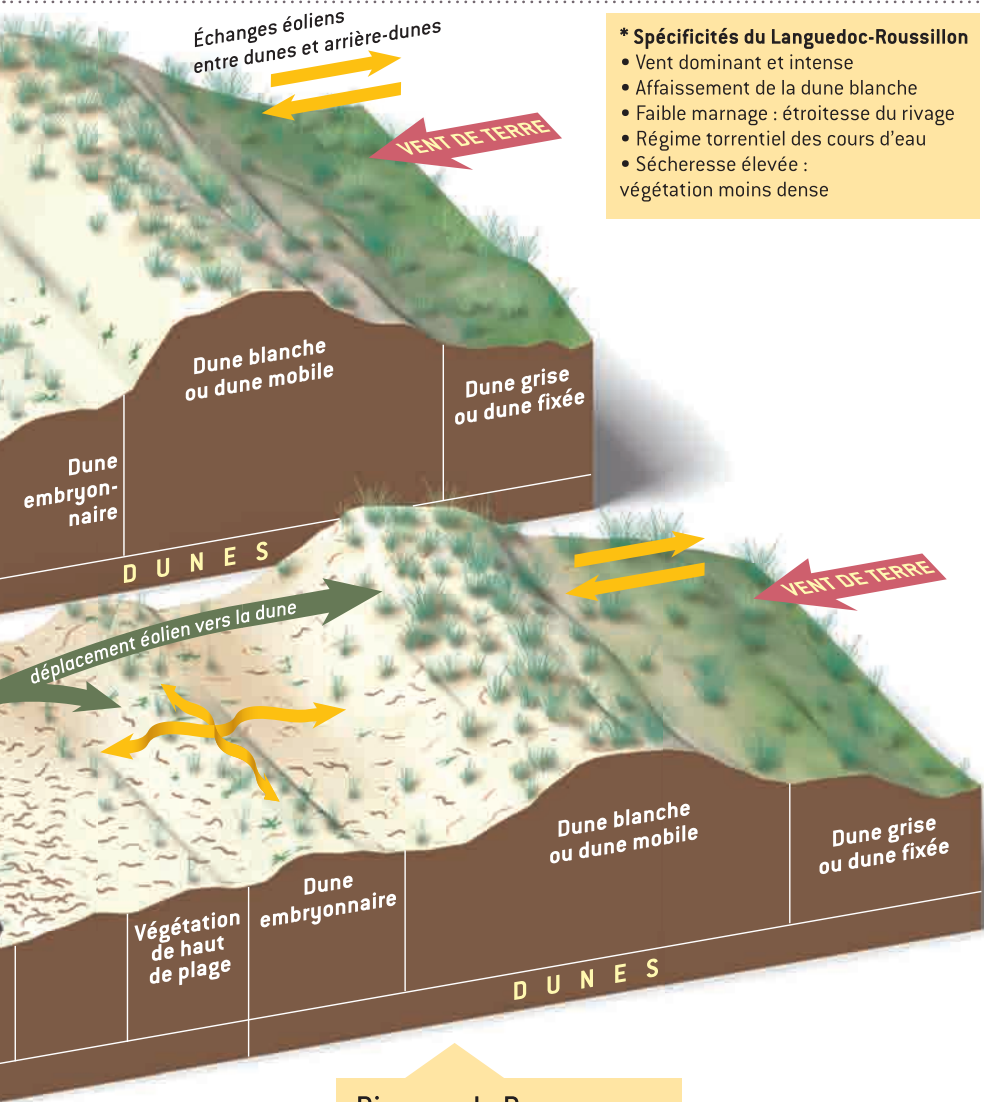 Échanges éoliens
entre dunes et arrière-dunes
* Spécificités du Languedoc-Roussillon
• Vent dominant et intense
• Affaissement de la dune blanche
• Faible marnage : étroitesse du rivage
• Régime torrentiel des cours d'eau
• Sécheresse élevée :
végétation moins dense
VENT DE TERRE
Dune blanche
ou dune mobile
Dune grise
ou dune fixée
Dune
embryon-
naire
DUNES
VENT DE TERRE
déplacement éolien vers la dune
Dune blanche
ou dune mobile
Dune grise
ou dune fixée
Dune
embryonnaire
Végétation
de haut
de plage
DUNES